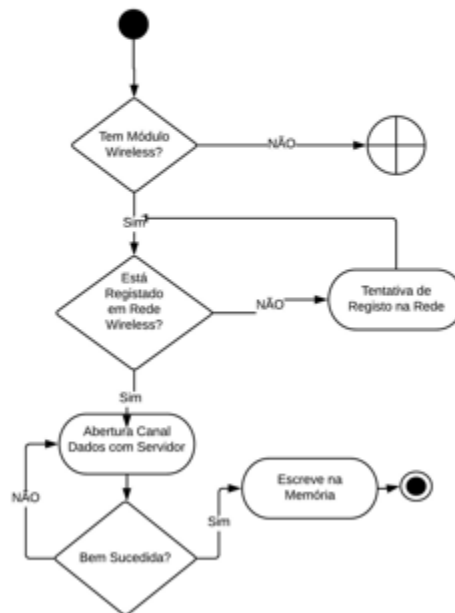 Tem Módulo
Wireless?
NÃO
Sim
Está
Registado
em Rede
Wireless?
NÃO
Tentativa de
Registo na Rede
Sim
Abertura Canal
Dados com Servidor
NÃO
Bem Sucedida?
Sim
Escreve na
Memória